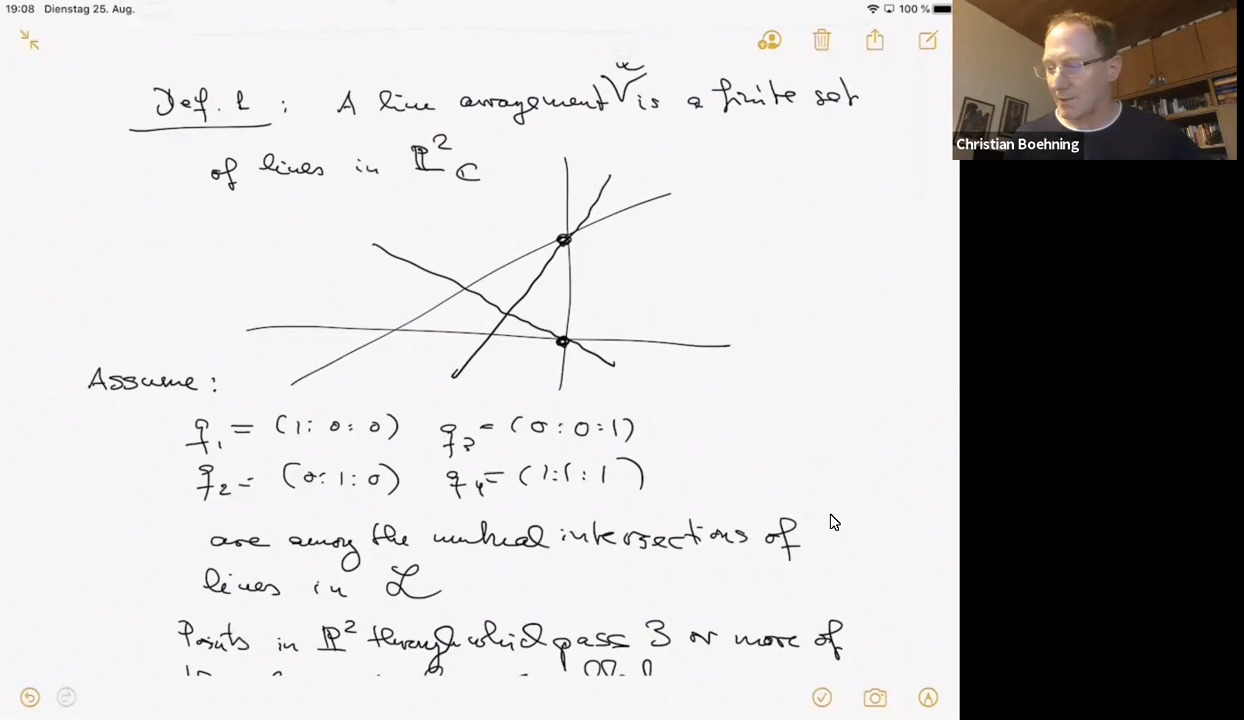 19:08 Dienstag 25. Aug.
100 %
Def. 1 : A line arrangement is a finite set
of lines in ℙ²_ℂ
Assume :
q₁ = (1 : 0 : 0) q₃ = (0 : 0 : 1)
q₂ = (0 : 1 : 0) q₄ = (1 : 1 : 1)
are among the mutual intersections of
lines in ℒ
Points in ℙ² through which pass 3 or more of
Christian Boehning